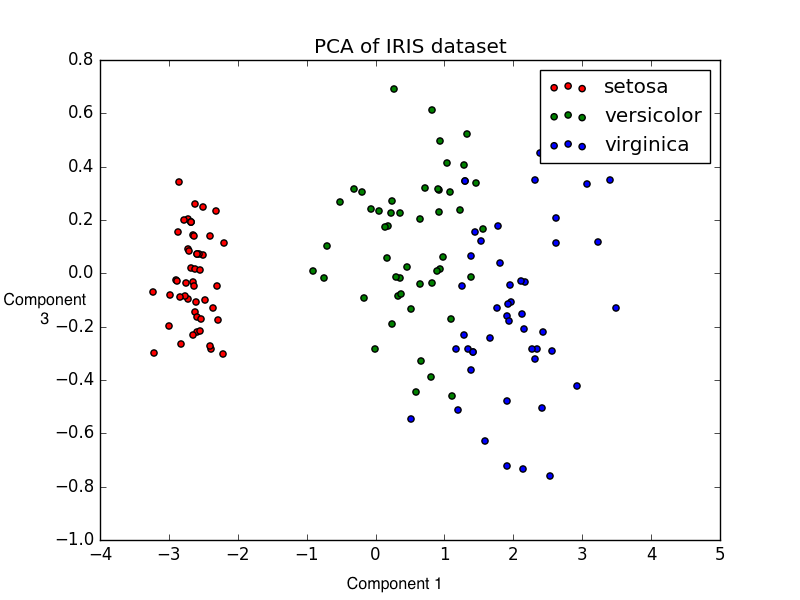 PCA of IRIS dataset
setosa
versicolor
virginica
0.8
0.6
0.4
0.2
0.0
−0.2
−0.4
−0.6
−0.8
−1.0
Component
3
−4 −3 −2 −1 0 1 2 3 4 5
Component 1